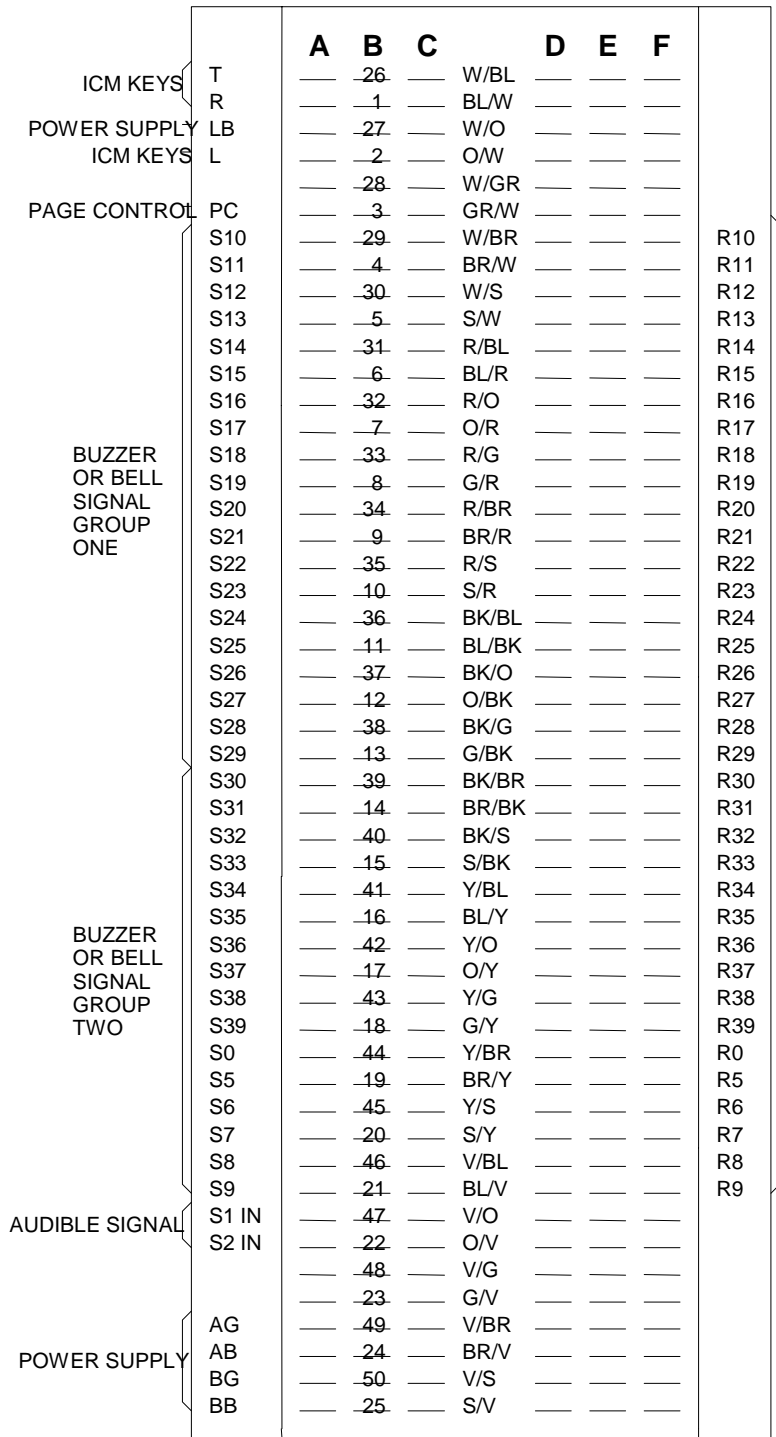 A B C D E F
ICM KEYS T 26 W/BL
R 1 BL/W
POWER SUPPLY LB 27 W/O
ICM KEYS L 2 O/W
28 W/GR
PAGE CONTROL PC 3 GR/W
S10 29 W/BR R10
S11 4 BR/W R11
S12 30 W/S R12
S13 5 S/W R13
S14 31 R/BL R14
S15 6 BL/R R15
S16 32 R/O R16
S17 7 O/R R17
BUZZER OR BELL SIGNAL GROUP ONE
S18 33 R/G R18
S19 8 G/R R19
S20 34 R/BR R20
S21 9 BR/R R21
S22 35 R/S R22
S23 10 S/R R23
S24 36 BK/BL R24
S25 11 BL/BK R25
S26 37 BK/O R26
S27 12 O/BK R27
S28 38 BK/G R28
S29 13 G/BK R29
S30 39 BK/BR R30
S31 14 BR/BK R31
S32 40 BK/S R32
S33 15 S/BK R33
S34 41 Y/BL R34
S35 16 BL/Y R35
BUZZER OR BELL SIGNAL GROUP TWO
S36 42 Y/O R36
S37 17 O/Y R37
S38 43 Y/G R38
S39 18 G/Y R39
S0 44 Y/BR R0
S5 19 BR/Y R5
S6 45 Y/S R6
S7 20 S/Y R7
S8 46 V/BL R8
S9 21 BL/V R9
AUDIBLE SIGNAL S1 IN 47 V/O
S2 IN 22 O/V
48 V/G
23 G/V
AG 49 V/BR
POWER SUPPLY AB 24 BR/V
BG 50 V/S
BB 25 S/V